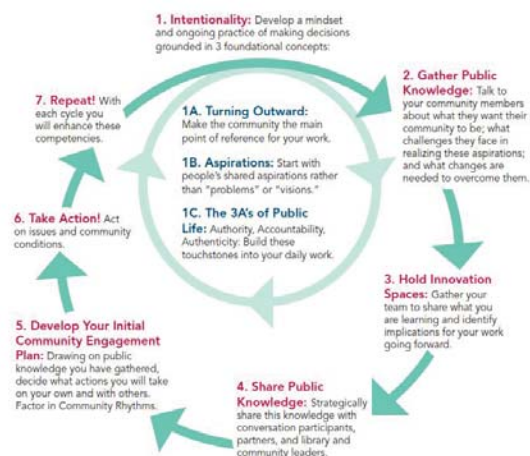 1. Intentionality: Develop a mindset
and ongoing practice of making decisions
grounded in 3 foundational concepts:
1A. Turning Outward:
Make the community the main
point of reference for your work.
1B. Aspirations: Start with
people's shared aspirations rather
than "problems" or "visions."
1C. The 3A's of Public
Life: Authority, Accountability,
Authenticity: Build these
touchstones into your daily work.
2. Gather Public
Knowledge: Talk to
your community members
about what they want their
community to be; what
challenges they face in
realizing these aspirations;
and what changes are
needed to overcome them.
3. Hold Innovation
Spaces: Gather your
team to share what you
are learning and identify
implications for your work
going forward.
4. Share Public
Knowledge: Strategically
share this knowledge with
conversation participants,
partners, and library and
community leaders.
5. Develop Your Initial
Community Engagement
Plan: Drawing on public
knowledge you have gathered,
decide what actions you will take
on your own and with others.
Factor in Community Rhythms.
6. Take Action! Act
on issues and community
conditions.
7. Repeat! With
each cycle you
will enhance these
competencies.